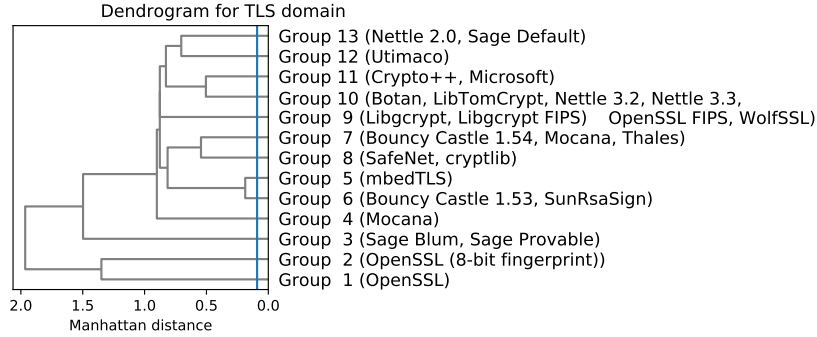 Dendrogram for TLS domain
Group 13 (Nettle 2.0, Sage Default)
Group 12 (Utimaco)
Group 11 (Crypto++, Microsoft)
Group 10 (Botan, LibTomCrypt, Nettle 3.2, Nettle 3.3,
Group 9 (Libgcrypt, Libgcrypt FIPS) OpenSSL FIPS, WolfSSL)
Group 7 (Bouncy Castle 1.54, Mocana, Thales)
Group 8 (SafeNet, cryptlib)
Group 5 (mbedTLS)
Group 6 (Bouncy Castle 1.53, SunRsaSign)
Group 4 (Mocana)
Group 3 (Sage Blum, Sage Provable)
Group 2 (OpenSSL (8-bit fingerprint))
Group 1 (OpenSSL)
2.0 1.5 1.0 0.5 0.0
Manhattan distance